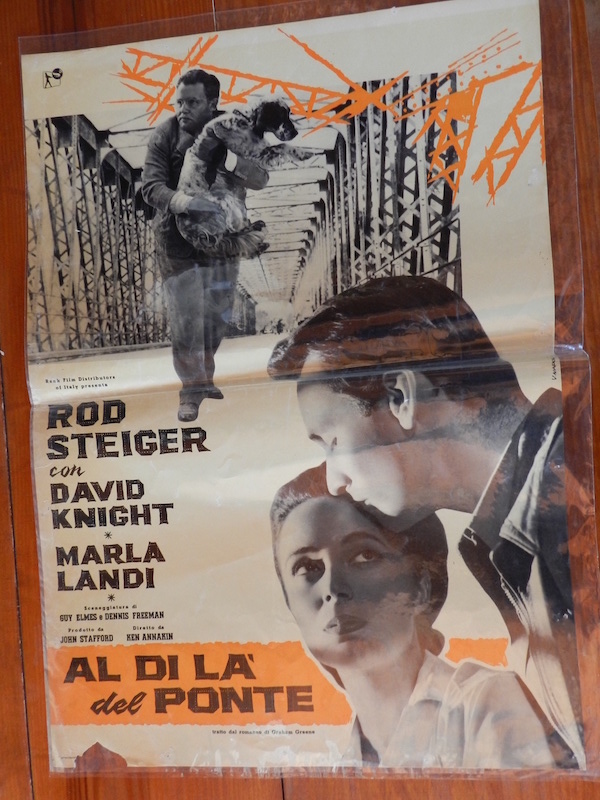 Rank Film Distributors
of Italy presenta
ROD
STEIGER
con
DAVID
KNIGHT
*
MARLA
LANDI
*
Sceneggiatura di
GUY ELMES e DENNIS FREEMAN
Prodotto da
JOHN STAFFORD
Diretto da
KEN ANNAKIN
AL DI LA'
del PONTE
tratto dal romanzo di Graham Greene